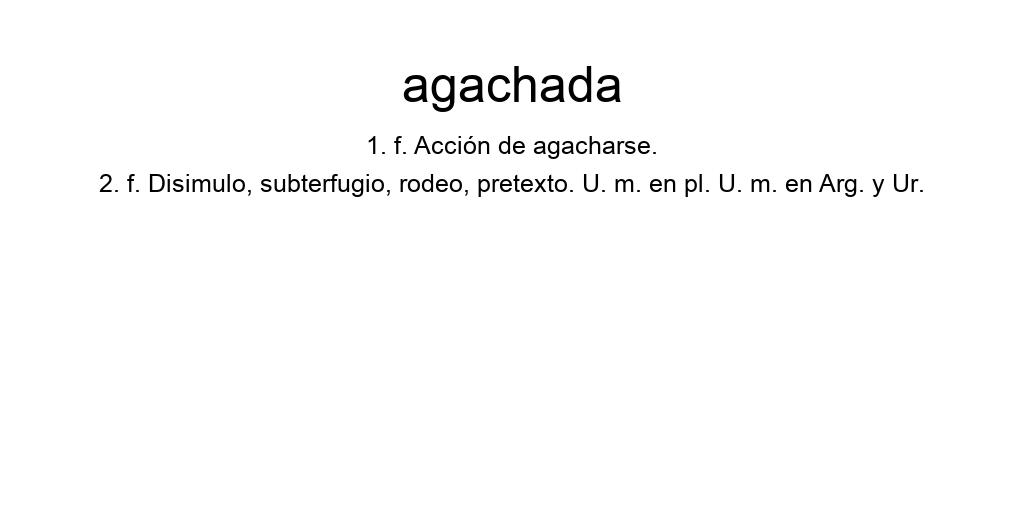 agachada
1. f. Acción de agacharse.
2. f. Disimulo, subterfugio, rodeo, pretexto. U. m. en pl. U. m. en Arg. y Ur.